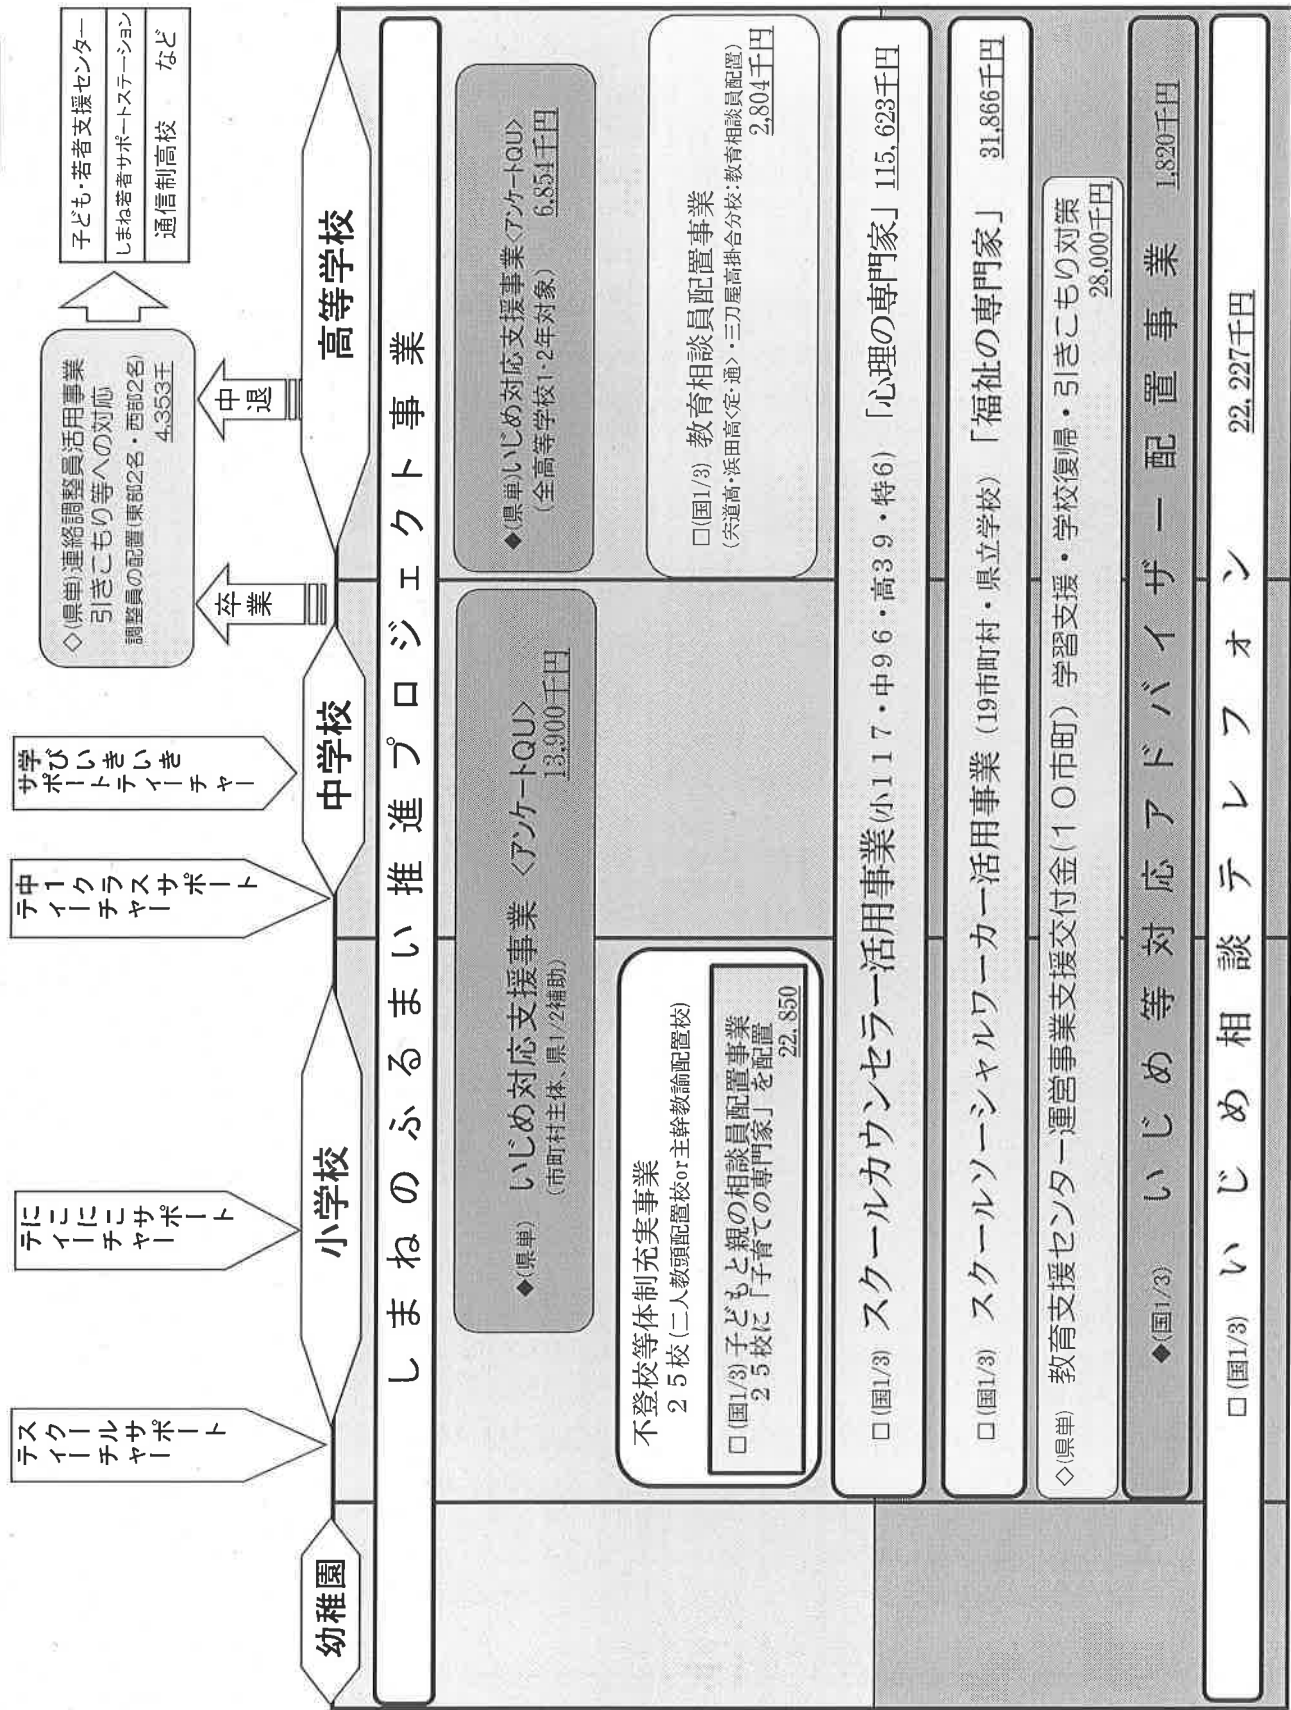 スクールサポート
ティーチャー
にこにこサポート
ティーチャー
中1クラスサポート
ティーチャー
学びいきいき
サポートティーチャー
◇(県単)連絡調整員活用事業
引きこもり等への対応
調整員の配置(東部2名・西部2名)
4,353千
子ども・若者支援センター
しまね若者サポートステーション
通信制高校　など
卒業
中退
幼稚園
小学校
中学校
高等学校
しまねのふるまい推進プロジェクト事業
◆(県単)　いじめ対応支援事業　<アンケートQU>
(市町村主体、県1/2補助)
13,900千円
◆(県単)いじめ対応支援事業<アンケートQU>
(全高等学校1・2年対象)
6,854千円
不登校等体制充実事業
２５校(二人教頭配置校or主幹教諭配置校)
□(国1/3)子どもと親の相談員配置事業
２５校に「子育ての専門家」を配置
22,850
□(国1/3)　教育相談員配置事業
(宍道高・浜田高<定・通>・三刀屋高掛合分校:教育相談員配置)
2,804千円
□(国1/3)　スクールカウンセラー活用事業(小117・中96・高39・特6)　「心理の専門家」　115,623千円
□(国1/3)　スクールソーシャルワーカー活用事業　(19市町村・県立学校)　「福祉の専門家」　31,866千円
◇(県単)　教育支援センター運営事業支援交付金(１０市町)　学習支援・学校復帰・引きこもり対策
28,000千円
◆(国1/3)　いじめ等対応アドバイザー配置事業　1,820千円
□(国1/3)　いじめ相談テレフォン　22,227千円